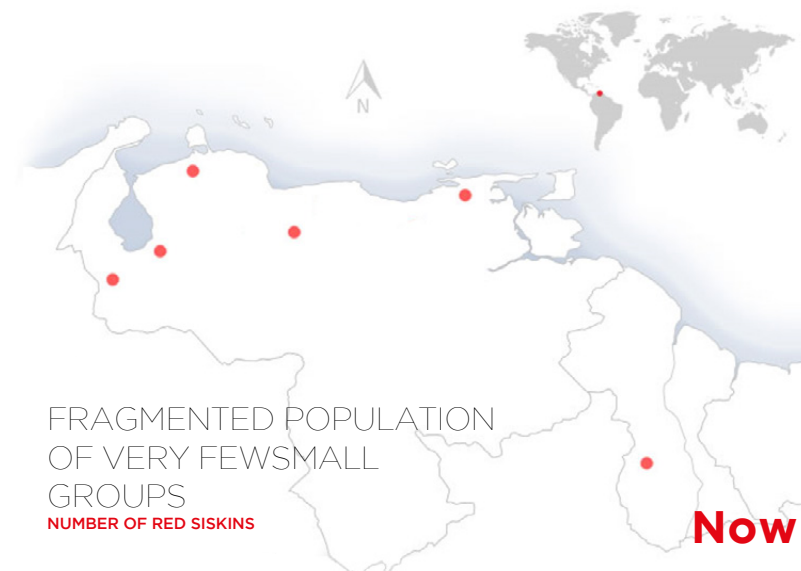 N
FRAGMENTED POPULATION
OF VERY FEWSMALL
GROUPS
NUMBER OF RED SISKINS
Now